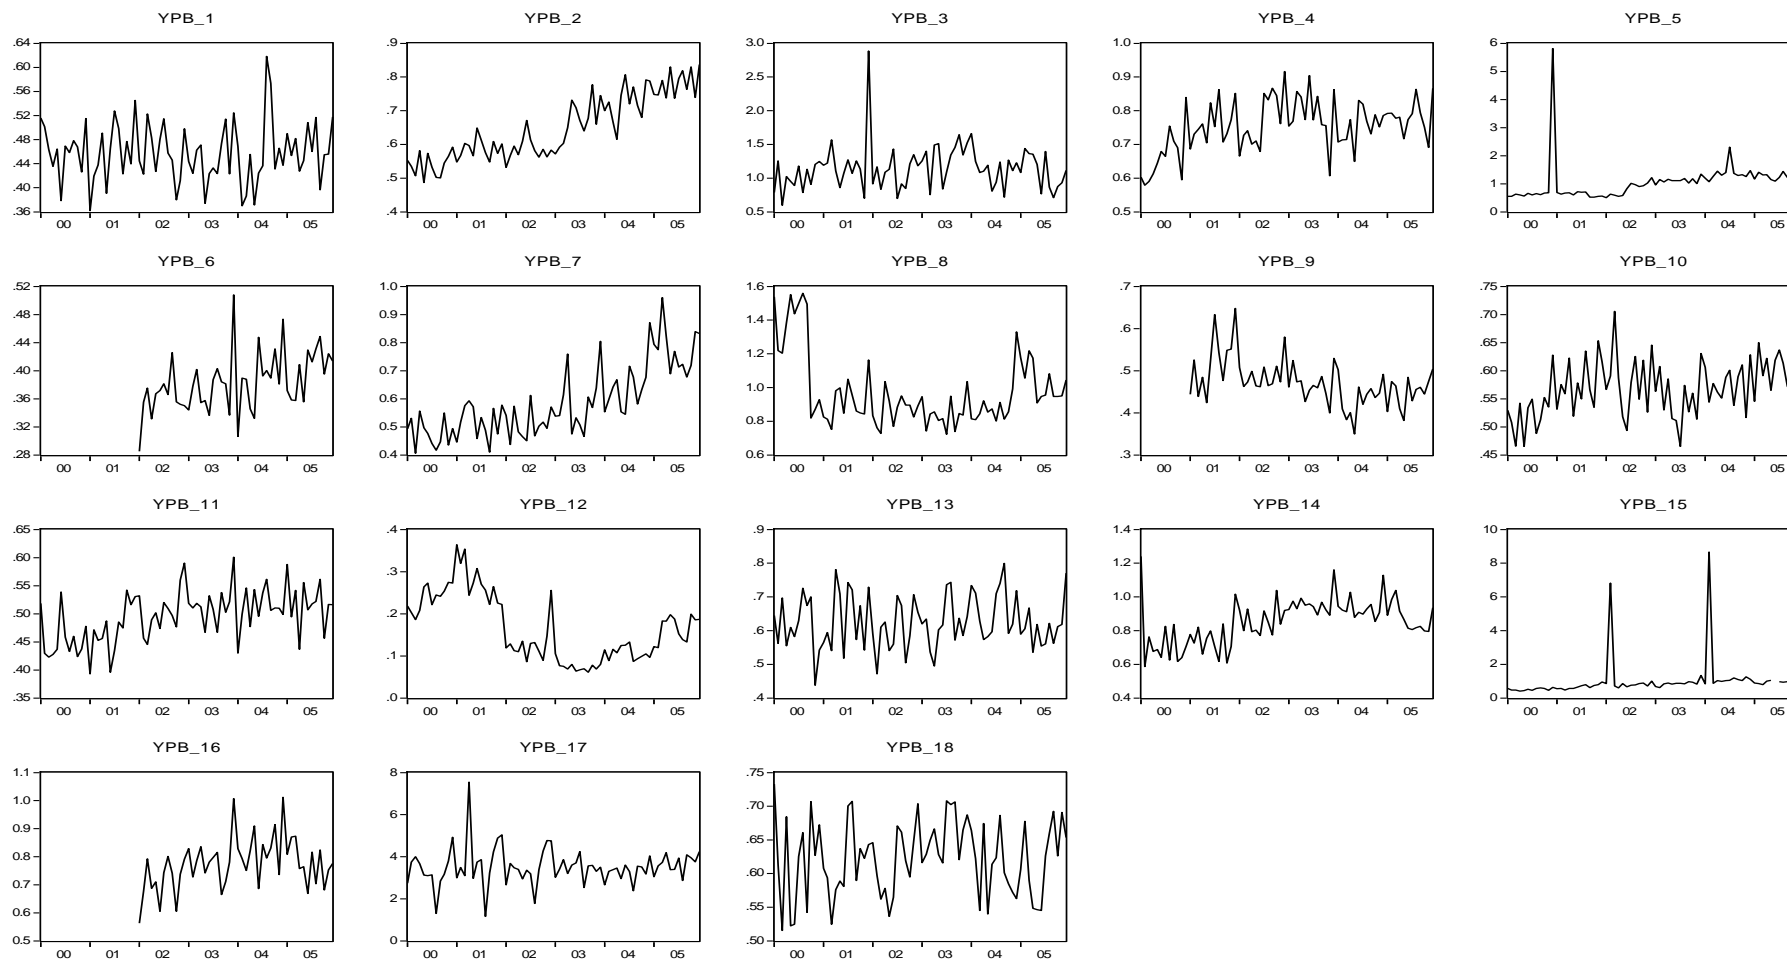 YPB_1 YPB_2 YPB_3 YPB_4 YPB_5
.64 .9 3.0 1.0 6
.60 .8 2.5 0.9 5
.56 .7 2.0 0.8 4
.52 .6 1.5 0.7 3
.48 .5 1.0 0.6 2
.44 .4 0.5 0.5 1
.40 0
.36
00 01 02 03 04 05 00 01 02 03 04 05 00 01 02 03 04 05 00 01 02 03 04 05 00 01 02 03 04 05
YPB_6 YPB_7 YPB_8 YPB_9 YPB_10
.52 1.0 1.6 .7 .75
.48 0.9 1.4 .6 .70
.44 0.8 1.2 .5 .65
.40 0.7 1.0 .4 .60
.36 0.6 0.8 .3 .55
.32 0.5 0.6 .50
.28 0.4 .45
00 01 02 03 04 05 00 01 02 03 04 05 00 01 02 03 04 05 00 01 02 03 04 05 00 01 02 03 04 05
YPB_11 YPB_12 YPB_13 YPB_14 YPB_15
.65 .4 .9 1.4 10
.60 .3 .8 1.2 8
.55 .2 .7 1.0 6
.50 .1 .6 0.8 4
.45 .0 .5 0.6 2
.40 .4 0.4 0
.35
00 01 02 03 04 05 00 01 02 03 04 05 00 01 02 03 04 05 00 01 02 03 04 05 00 01 02 03 04 05
YPB_16 YPB_17 YPB_18
1.1 8 .75
1.0 6 .70
0.9 4 .65
0.8 2 .60
0.7 0 .55
0.6 .50
0.5
00 01 02 03 04 05 00 01 02 03 04 05 00 01 02 03 04 05